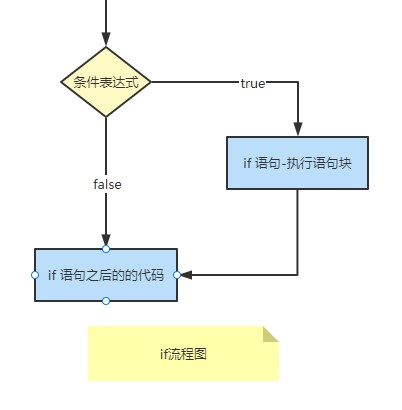 条件表达式
true
if 语句-执行语句块
false
if 语句之后的的代码
if流程图